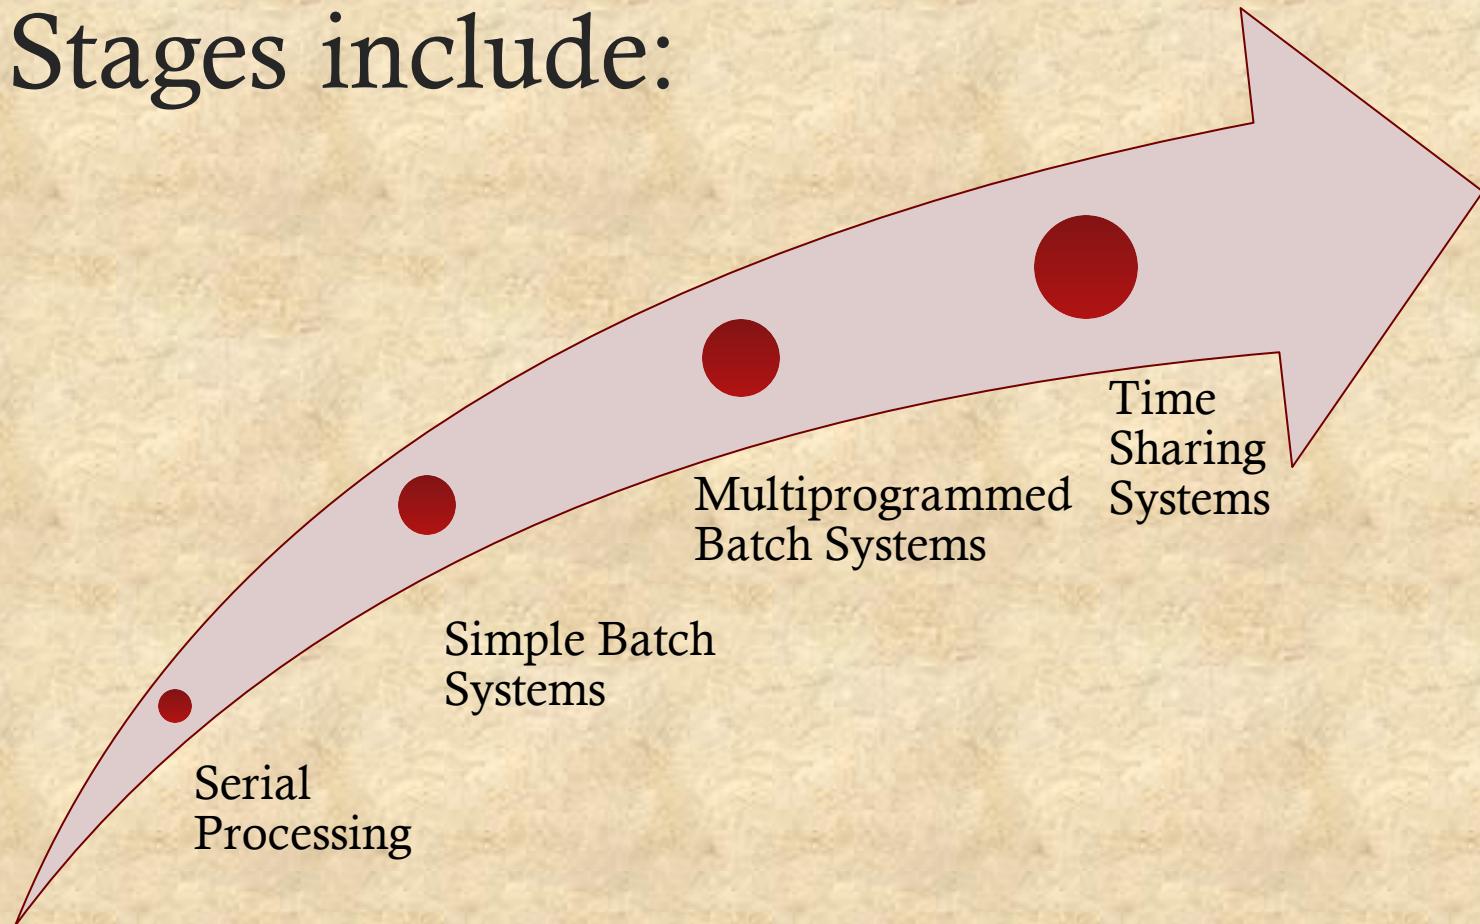 Stages include:
Serial
Processing
Simple Batch
Systems
Multiprogrammed
Batch Systems
Time
Sharing
Systems